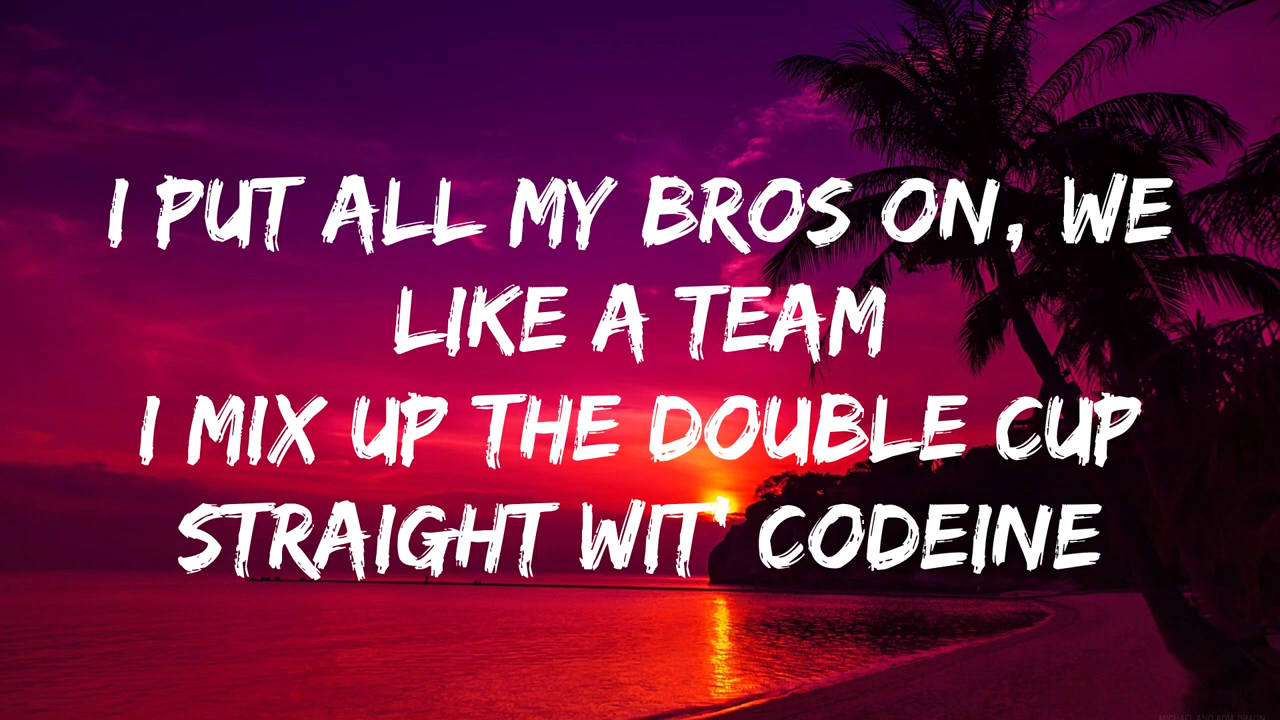 I PUT ALL MY BROS ON, WE
LIKE A TEAM
I MIX UP THE DOUBLE CUP
STRAIGHT WIT' CODEINE